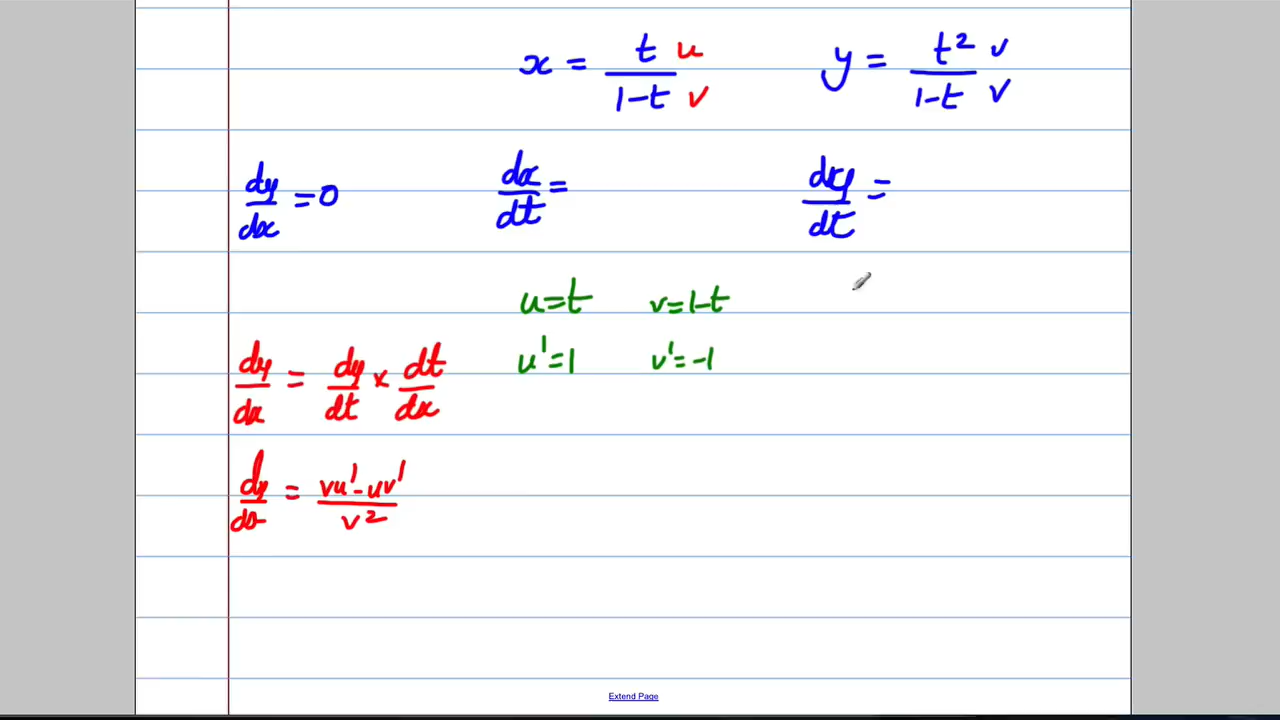 x = t/1-t u v y = t²/1-t v v
dy/dx = 0 dx/dt = dxy/dt =
u=t v=1-t
u'=1 v'=-1
dy/dx = dy/dt × dt/dx
dy/dx = vu'-uv'/v²
Extend Page